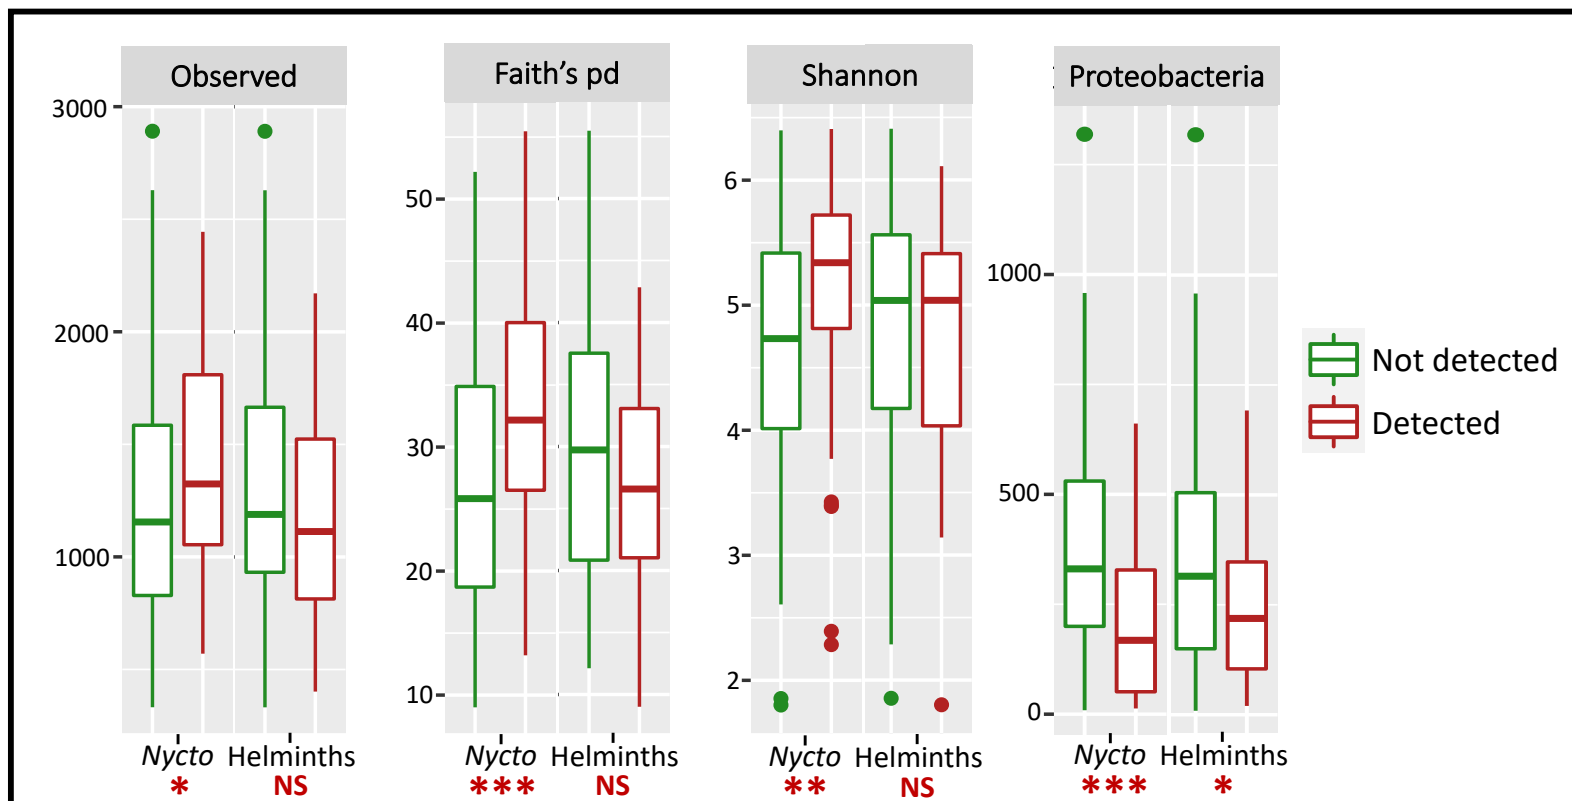 Observed
Faith's pd
Shannon
Proteobacteria
3000
2000
1000
50
40
30
20
10
6
5
4
3
2
1000
500
0
Not detected
Detected
Nycto Helminths
* NS
Nycto Helminths
*** NS
Nycto Helminths
** NS
Nycto Helminths
*** *